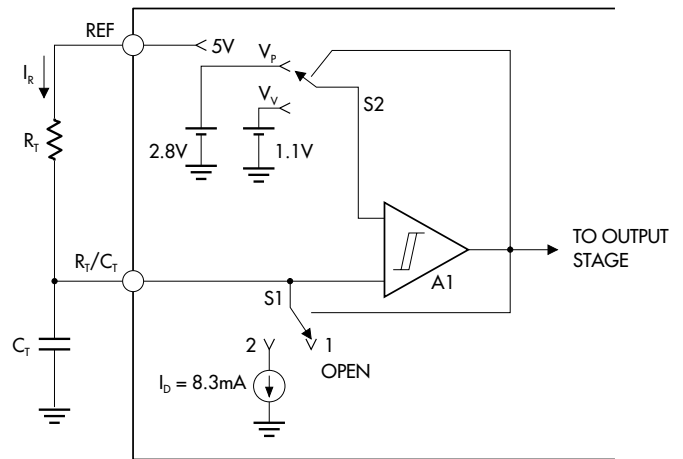 REF
5V
I_R
V_P
V_V
S2
R_T
2.8V
1.1V
TO OUTPUT
STAGE
R_T/C_T
A1
S1
C_T
2
1
OPEN
I_D = 8.3mA